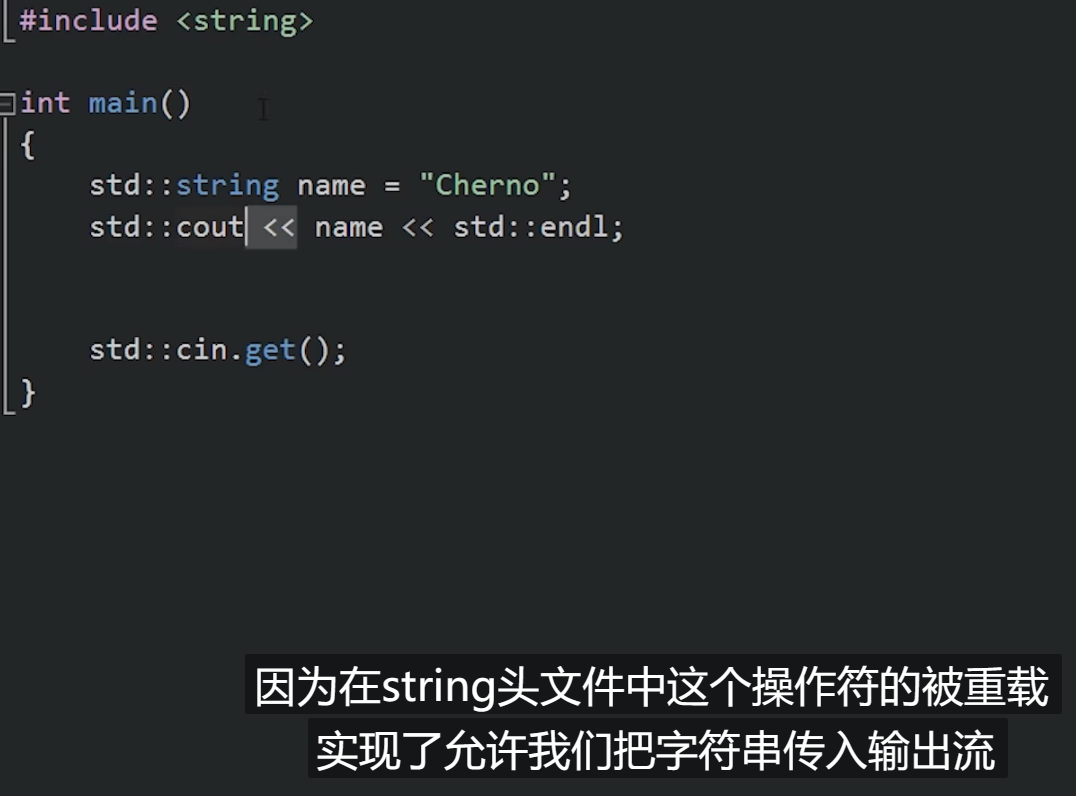 #include <string>
int main()
{
std::string name = "Cherno";
std::cout << name << std::endl;
std::cin.get();
}
因为在string头文件中这个操作符的被重载
实现了允许我们把字符串传入输出流